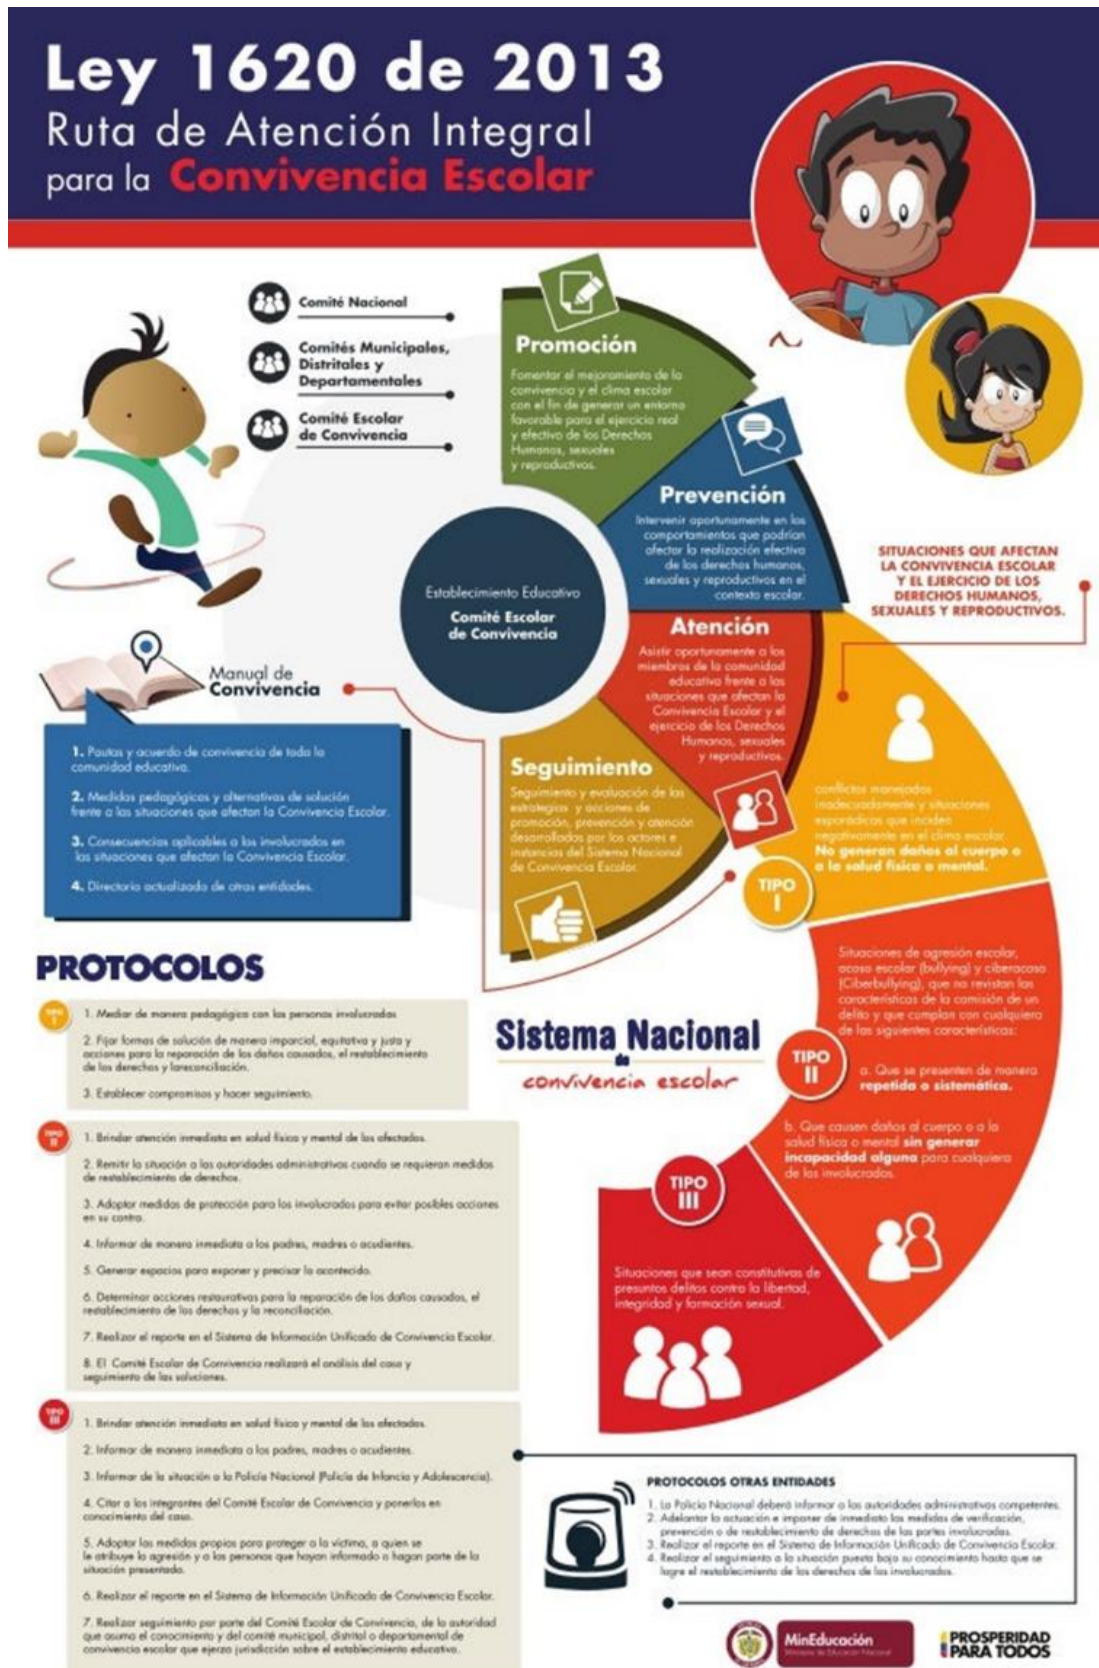 Ley 1620 de 2013
Ruta de Atención Integral
para la Convivencia Escolar
Comité Nacional
Comités Municipales,
Distritales y
Departamentales
Comité Escolar
de Convivencia
Promoción
Fomentar el mejoramiento de la
convivencia y el clima escolar
con el fin de generar un entorno
favorable para el ejercicio real
y efectivo de los Derechos
Humanos, sexuales
y reproductivos.
Prevención
Intervenir oportunamente en los
comportamientos que podrían
afectar la realización efectiva
de los derechos humanos,
sexuales y reproductivos en el
contexto escolar.
SITUACIONES QUE AFECTAN
LA CONVIVENCIA ESCOLAR
Y EL EJERCICIO DE LOS
DERECHOS HUMANOS,
SEXUALES Y REPRODUCTIVOS.
Establecimiento Educativo
Comité Escolar
de Convivencia
Atención
Asistir oportunamente a los
miembros de la comunidad
educativa frente a las
situaciones que afectan la
Convivencia Escolar y el
ejercicio de los Derechos
Humanos, sexuales
y reproductivos.
Manual de
Convivencia
1. Pautas y acuerdo de convivencia de toda la
comunidad educativa.
2. Medidas pedagógicas y alternativas de solución
frente a las situaciones que afectan la Convivencia Escolar.
3. Consecuencias aplicables a los involucrados en
las situaciones que afectan la Convivencia Escolar.
4. Directorio actualizado de otras entidades.
Seguimiento
Seguimiento y evaluación de las
estrategias y acciones de
promoción, prevención y atención
desarrolladas por los actores e
instancias del Sistema Nacional
de Convivencia Escolar.
conflictos manejados
inadecuadamente y situaciones
esporádicas que inciden
negativamente en el clima escolar.
No generan daños al cuerpo o
a la salud física o mental.
TIPO
I
Situaciones de agresión escolar,
acoso escolar (bullying) y ciberacoso
(Ciberbullying), que no revistan las
características de la comisión de un
delito y que cumplan con cualquiera
de las siguientes características:
TIPO
II
a. Que se presenten de manera
repetida o sistemática.
b. Que causen daños al cuerpo o a la
salud física o mental sin generar
incapacidad alguna para cualquiera
de los involucrados.
TIPO
III
Situaciones que sean constitutivas de
presuntos delitos contra la libertad,
integridad y formación sexual.
Sistema Nacional
de
convivencia escolar
PROTOCOLOS
TIPO
I
1. Mediar de manera pedagógica con las personas involucradas
2. Fijar formas de solución de manera imparcial, equitativa y justa y
acciones para la reparación de los daños causados, el restablecimiento
de los derechos y lareconciliación.
3. Establecer compromisos y hacer seguimiento.
TIPO
II
1. Brindar atención inmediata en salud física y mental de los afectados.
2. Remitir la situación a las autoridades administrativas cuando se requieran medidas
de restablecimiento de derechos.
3. Adoptar medidas de protección para los involucrados para evitar posibles acciones
en su contra.
4. Informar de manera inmediata a los padres, madres o acudientes.
5. Generar espacios para exponer y precisar lo acontecido.
6. Determinar acciones restaurativas para la reparación de los daños causados, el
restablecimiento de los derechos y la reconciliación.
7. Realizar el reporte en el Sistema de Información Unificado de Convivencia Escolar.
8. El Comité Escolar de Convivencia realizará el análisis del caso y
seguimiento de las soluciones.
TIPO
III
1. Brindar atención inmediata en salud física y mental de los afectados.
2. Informar de manera inmediata a los padres, madres o acudientes.
3. Informar de la situación a la Policía Nacional (Policía de Infancia y Adolescencia).
4. Citar a los integrantes del Comité Escolar de Convivencia y ponerlos en
conocimiento del caso.
5. Adoptar las medidas propias para proteger a la víctima, a quien se
le atribuye la agresión y a las personas que hayan informado o hagan parte de la
situación presentada.
6. Realizar el reporte en el Sistema de Información Unificado de Convivencia Escolar.
7. Realizar seguimiento por parte del Comité Escolar de Convivencia, de la autoridad
que asuma el conocimiento y del comité municipal, distrital o departamental de
convivencia escolar que ejerza jurisdicción sobre el establecimiento educativo.
PROTOCOLOS OTRAS ENTIDADES
1. La Policía Nacional deberá informar a las autoridades administrativas competentes.
2. Adelantar la actuación e imponer de inmediato las medidas de verificación,
prevención o de restablecimiento de derechos de las partes involucradas.
3. Realizar el reporte en el Sistema de Información Unificado de Convivencia Escolar.
4. Realizar el seguimiento a la situación puesta bajo su conocimiento hasta que se
logre el restablecimiento de los derechos de los involucrados.
MinEducación
Ministerio de Educación Nacional
PROSPERIDAD
PARA TODOS